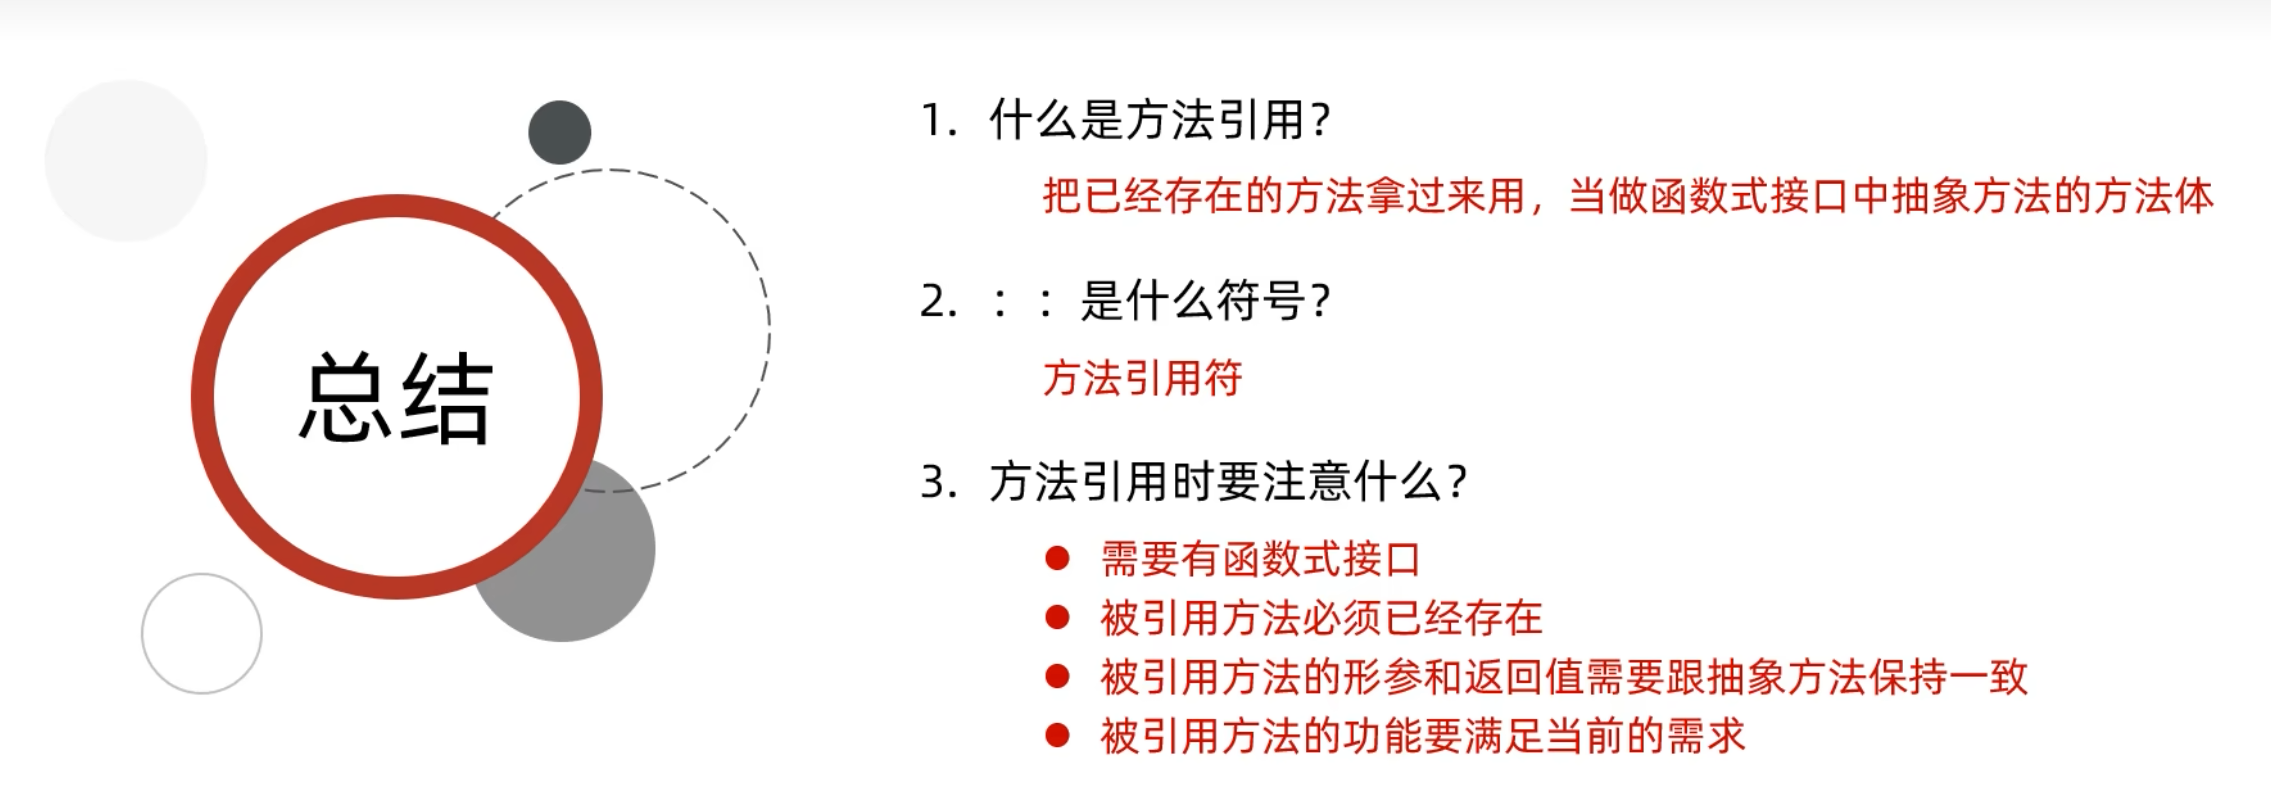 总结
1. 什么是方法引用?
把已经存在的方法拿过来用，当做函数式接口中抽象方法的方法体
2. ：：是什么符号?
方法引用符
3. 方法引用时要注意什么?
● 需要有函数式接口
● 被引用方法必须已经存在
● 被引用方法的形参和返回值需要跟抽象方法保持一致
● 被引用方法的功能要满足当前的需求